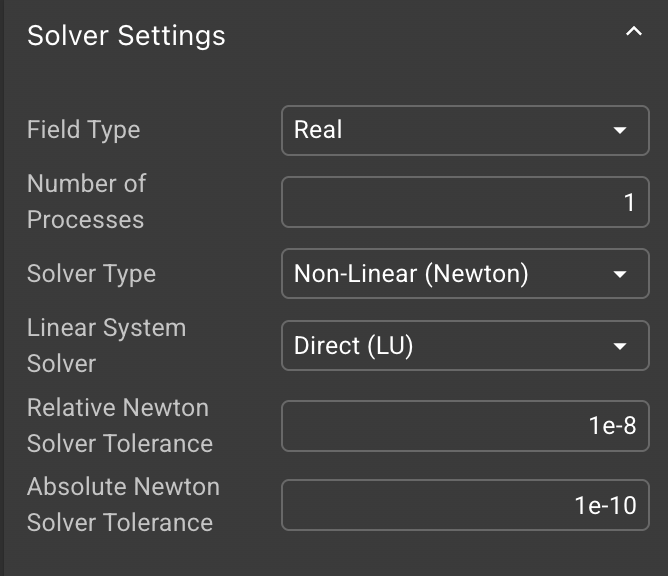 Solver Settings
Field Type
Real
Number of
Processes
1
Solver Type
Non-Linear (Newton)
Linear System
Solver
Direct (LU)
Relative Newton
Solver Tolerance
1e-8
Absolute Newton
Solver Tolerance
1e-10